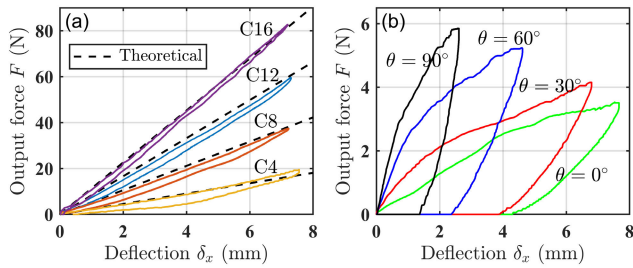 (a)
Theoretical
C16
C12
C8
C4
80
60
40
20
0
0 2 4 6 8
Output force F (N)
Deflection δₓ (mm)
(b)
θ = 60°
θ = 90°
θ = 30°
θ = 0°
6
4
2
0
0 2 4 6 8
Output force F (N)
Deflection δₓ (mm)